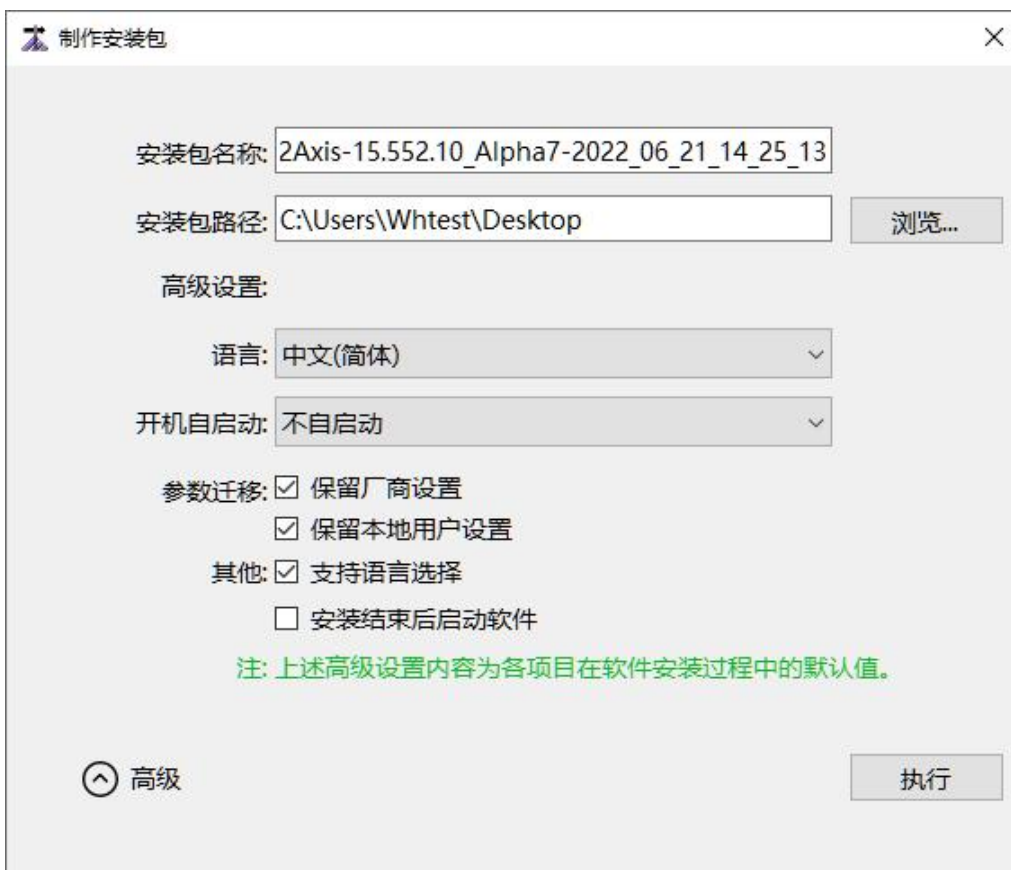 制作安装包
安装包名称: 2Axis-15.552.10_Alpha7-2022_06_21_14_25_13
安装包路径: C:\Users\Whtest\Desktop 浏览...
高级设置:
语言: 中文(简体)
开机自启动: 不自启动
参数迁移: 保留厂商设置
保留本地用户设置
其他: 支持语言选择
安装结束后启动软件
注: 上述高级设置内容为各项目在软件安装过程中的默认值。
高级 执行